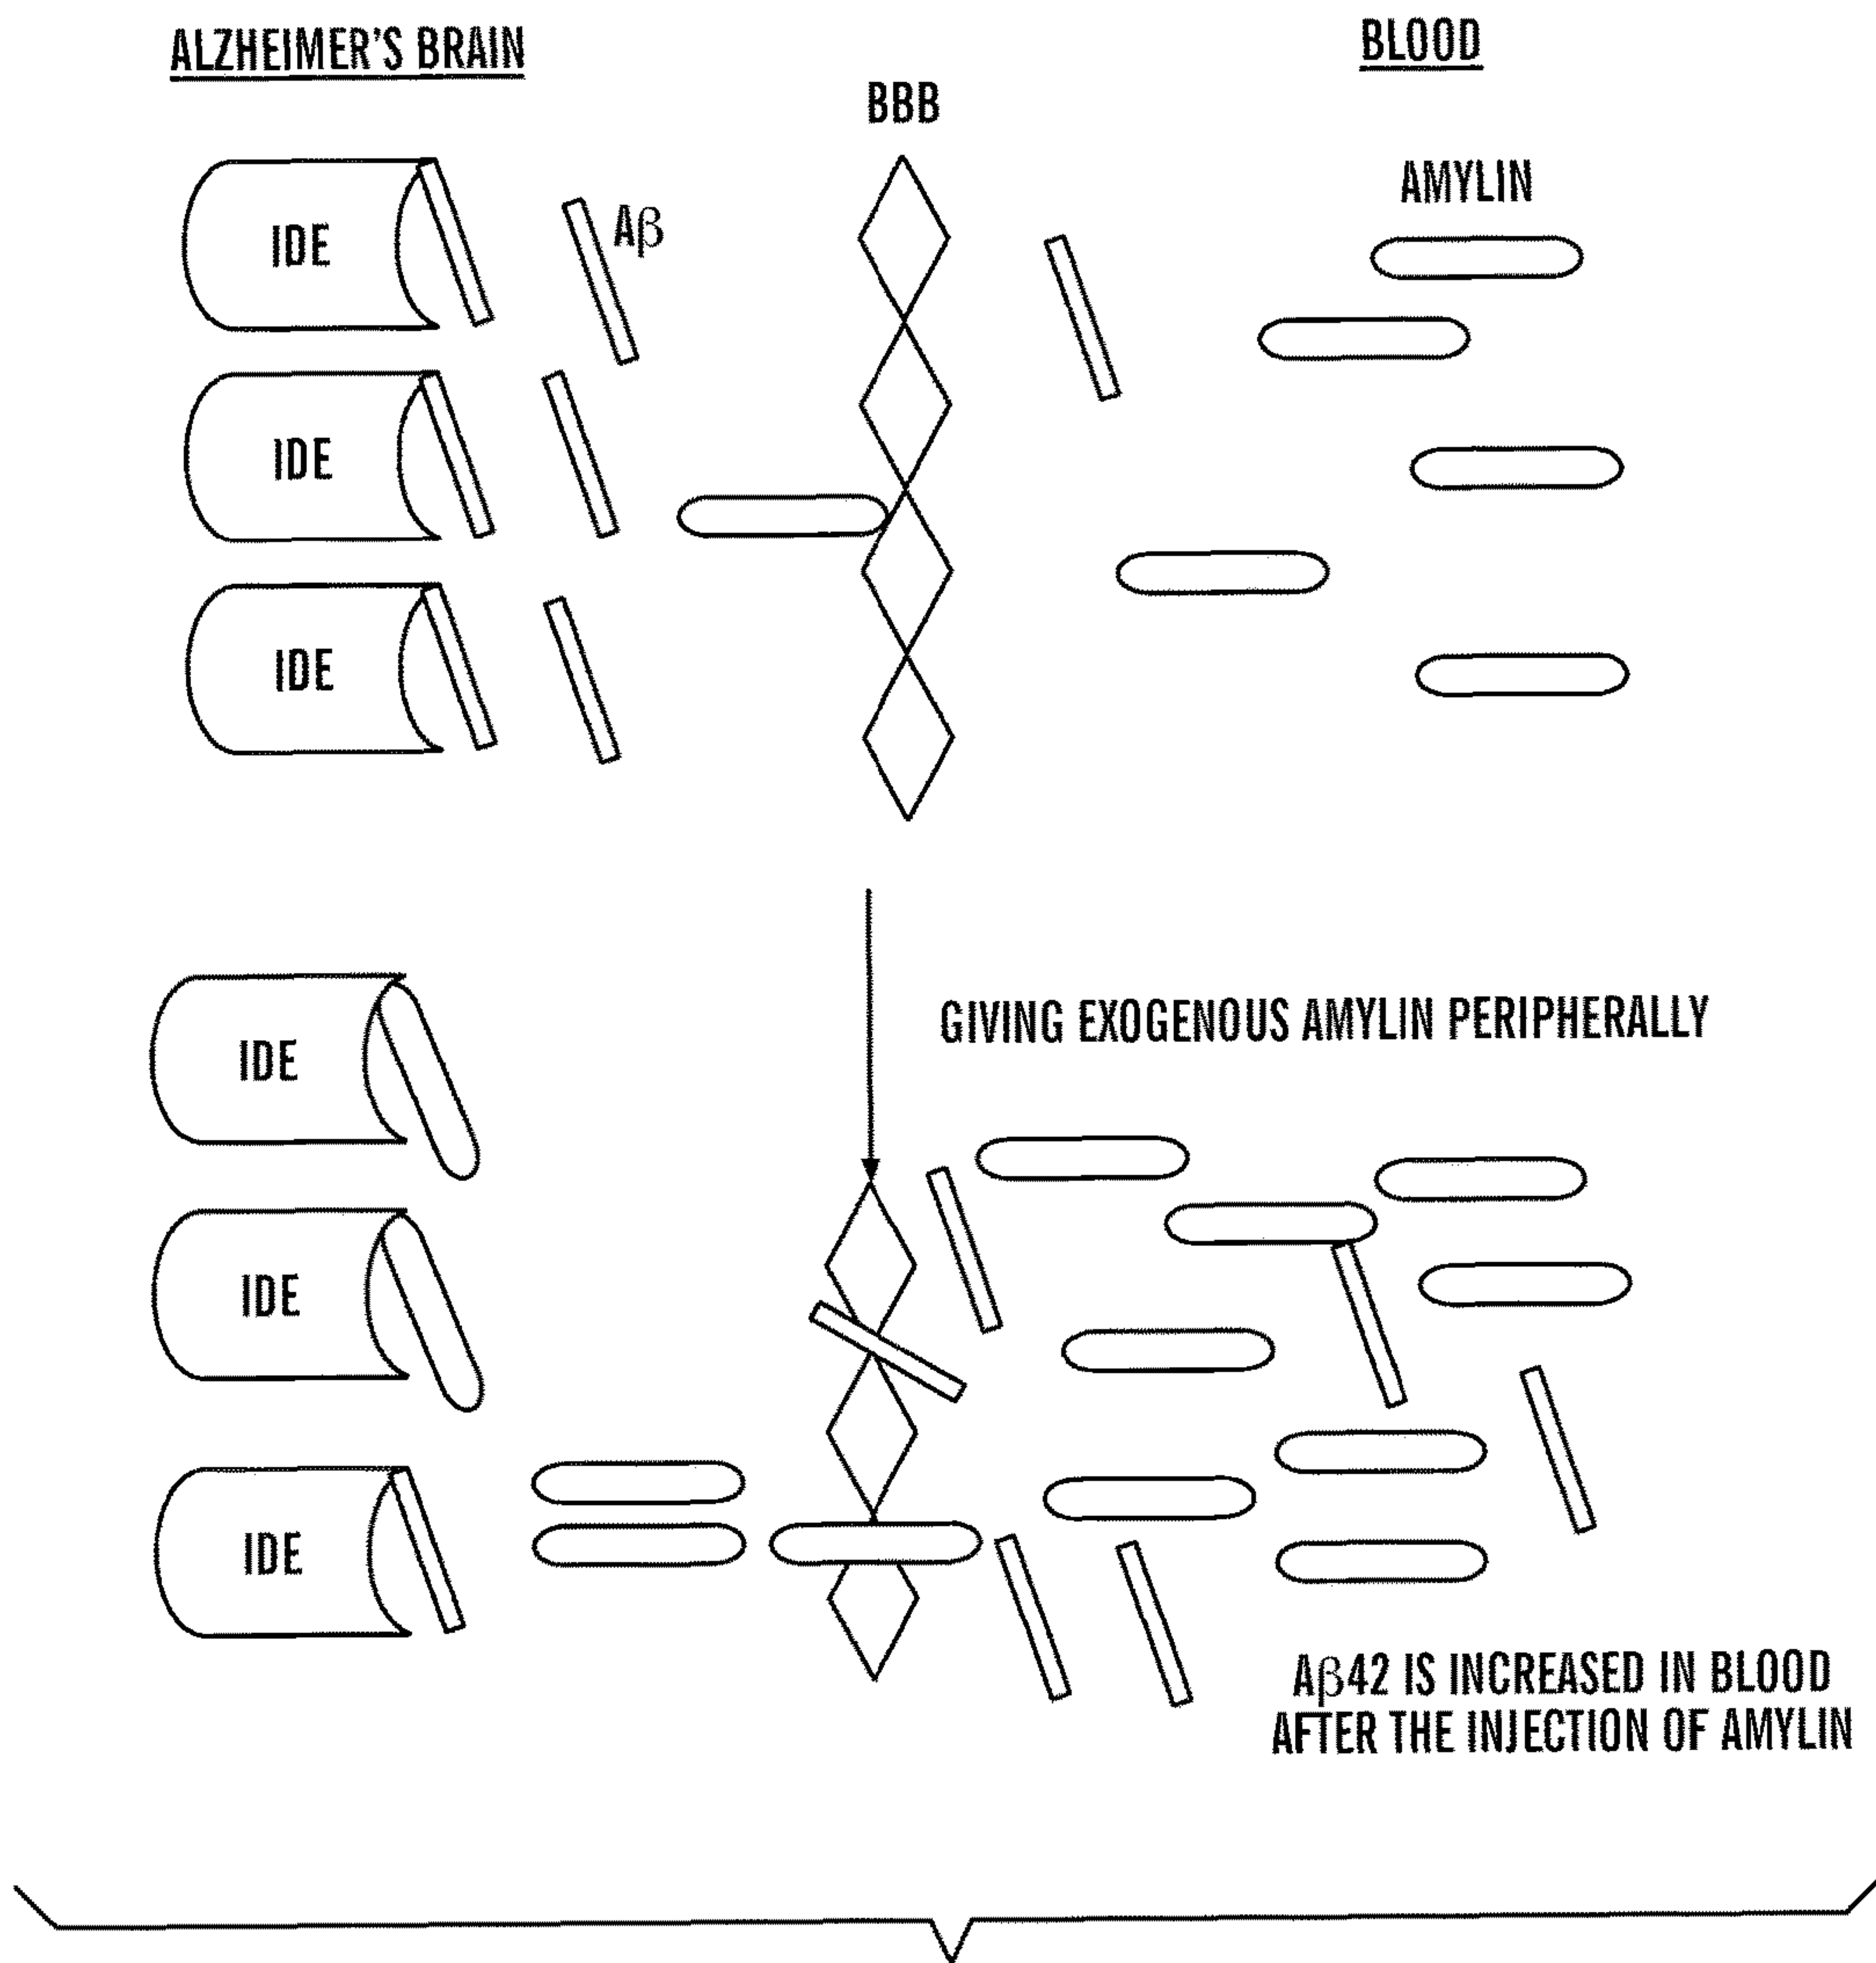 ALZHEIMER'S BRAIN
BLOOD
BBB
AMYLIN
IDE
Aβ
IDE
IDE
GIVING EXOGENOUS AMYLIN PERIPHERALLY
IDE
IDE
IDE
Aβ42 IS INCREASED IN BLOOD
AFTER THE INJECTION OF AMYLIN